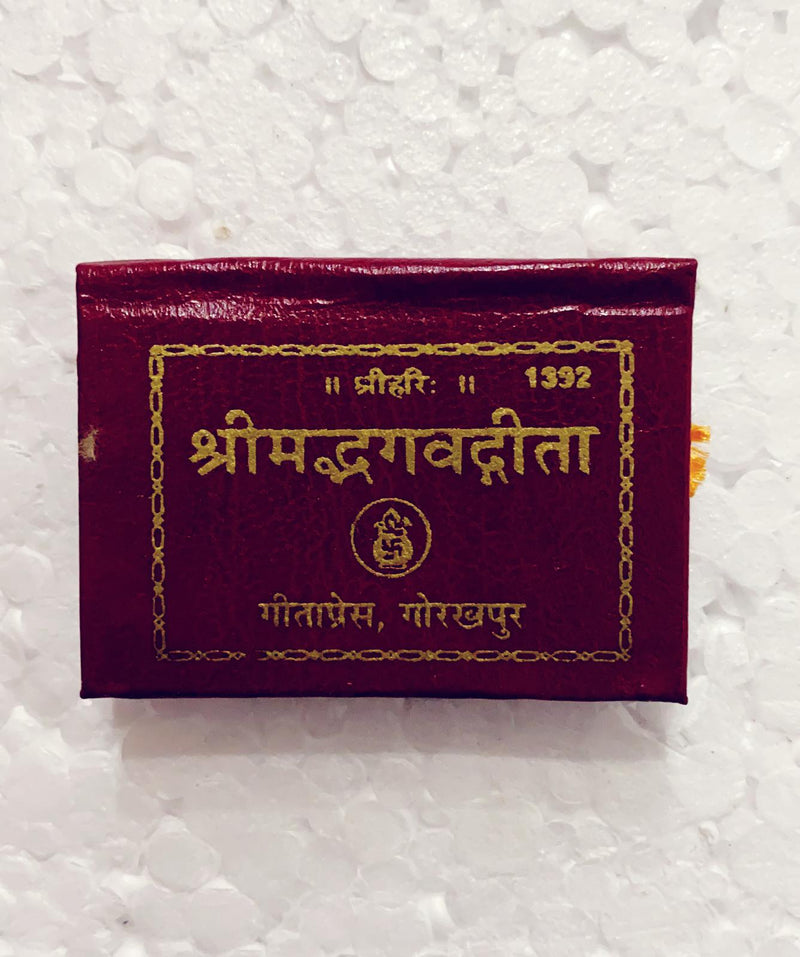 ॥ श्रीहरिः ॥ 1392
श्रीमद्भगवद्गीता
गीताप्रेस, गोरखपुर